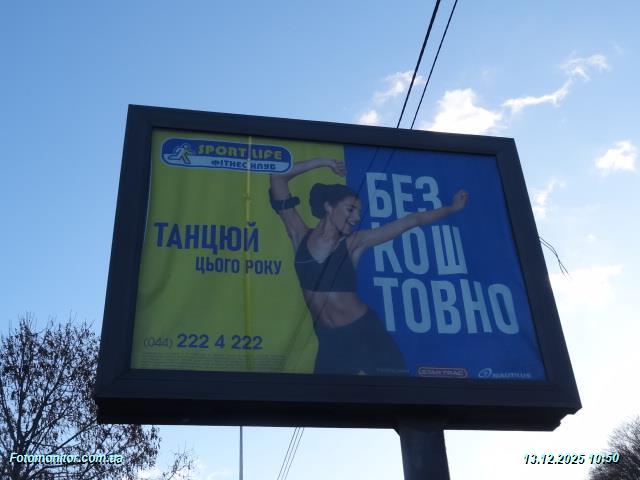 SPORT LIFE
ФІТНЕС КЛУБ
ТАНЦЮЙ
ЦЬОГО РОКУ
БЕЗ
КОШ
ТОВНО
(044) 222 4 222
STAR TRAC
NAUTILUS
Fotomonitor.com.ua
13.12.2025 10:50